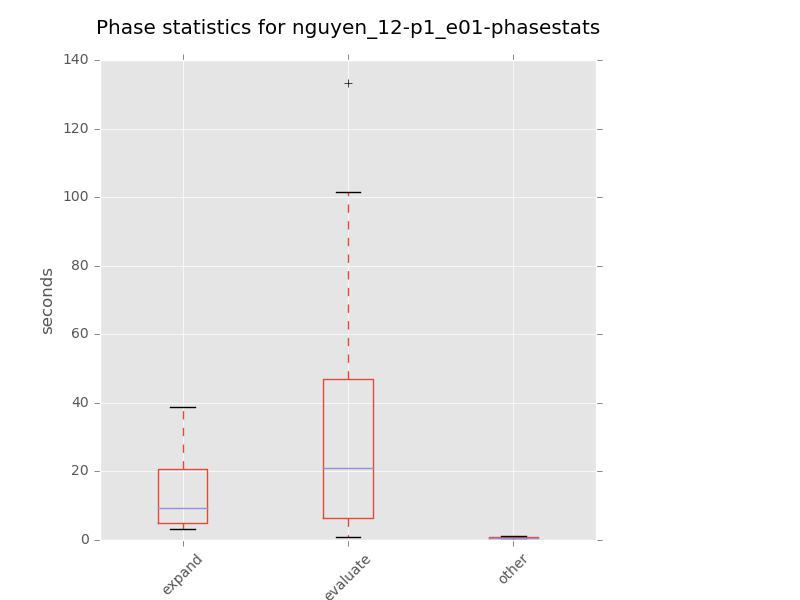 Phase statistics for nguyen_12-p1_e01-phasestats
140
120
100
80
60
40
20
0
seconds
expand
evaluate
other